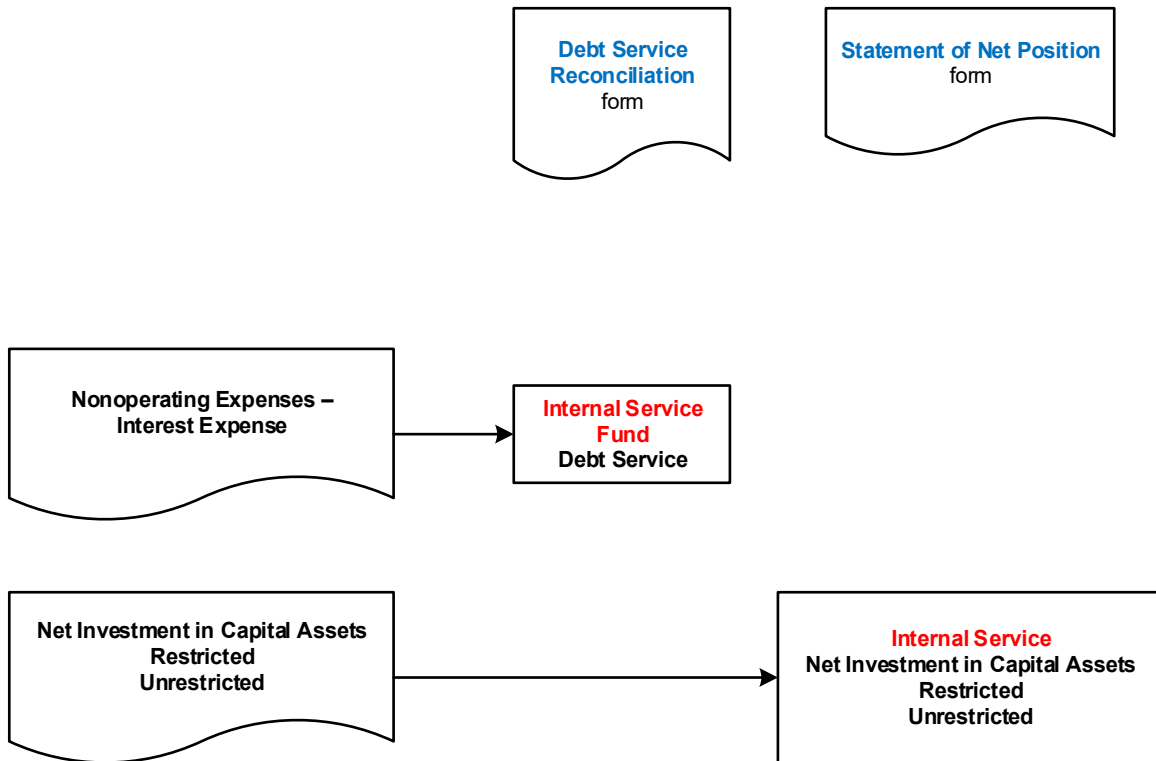 Debt Service
Reconciliation
form
Statement of Net Position
form
Nonoperating Expenses –
Interest Expense
Internal Service
Fund
Debt Service
Net Investment in Capital Assets
Restricted
Unrestricted
Internal Service
Net Investment in Capital Assets
Restricted
Unrestricted